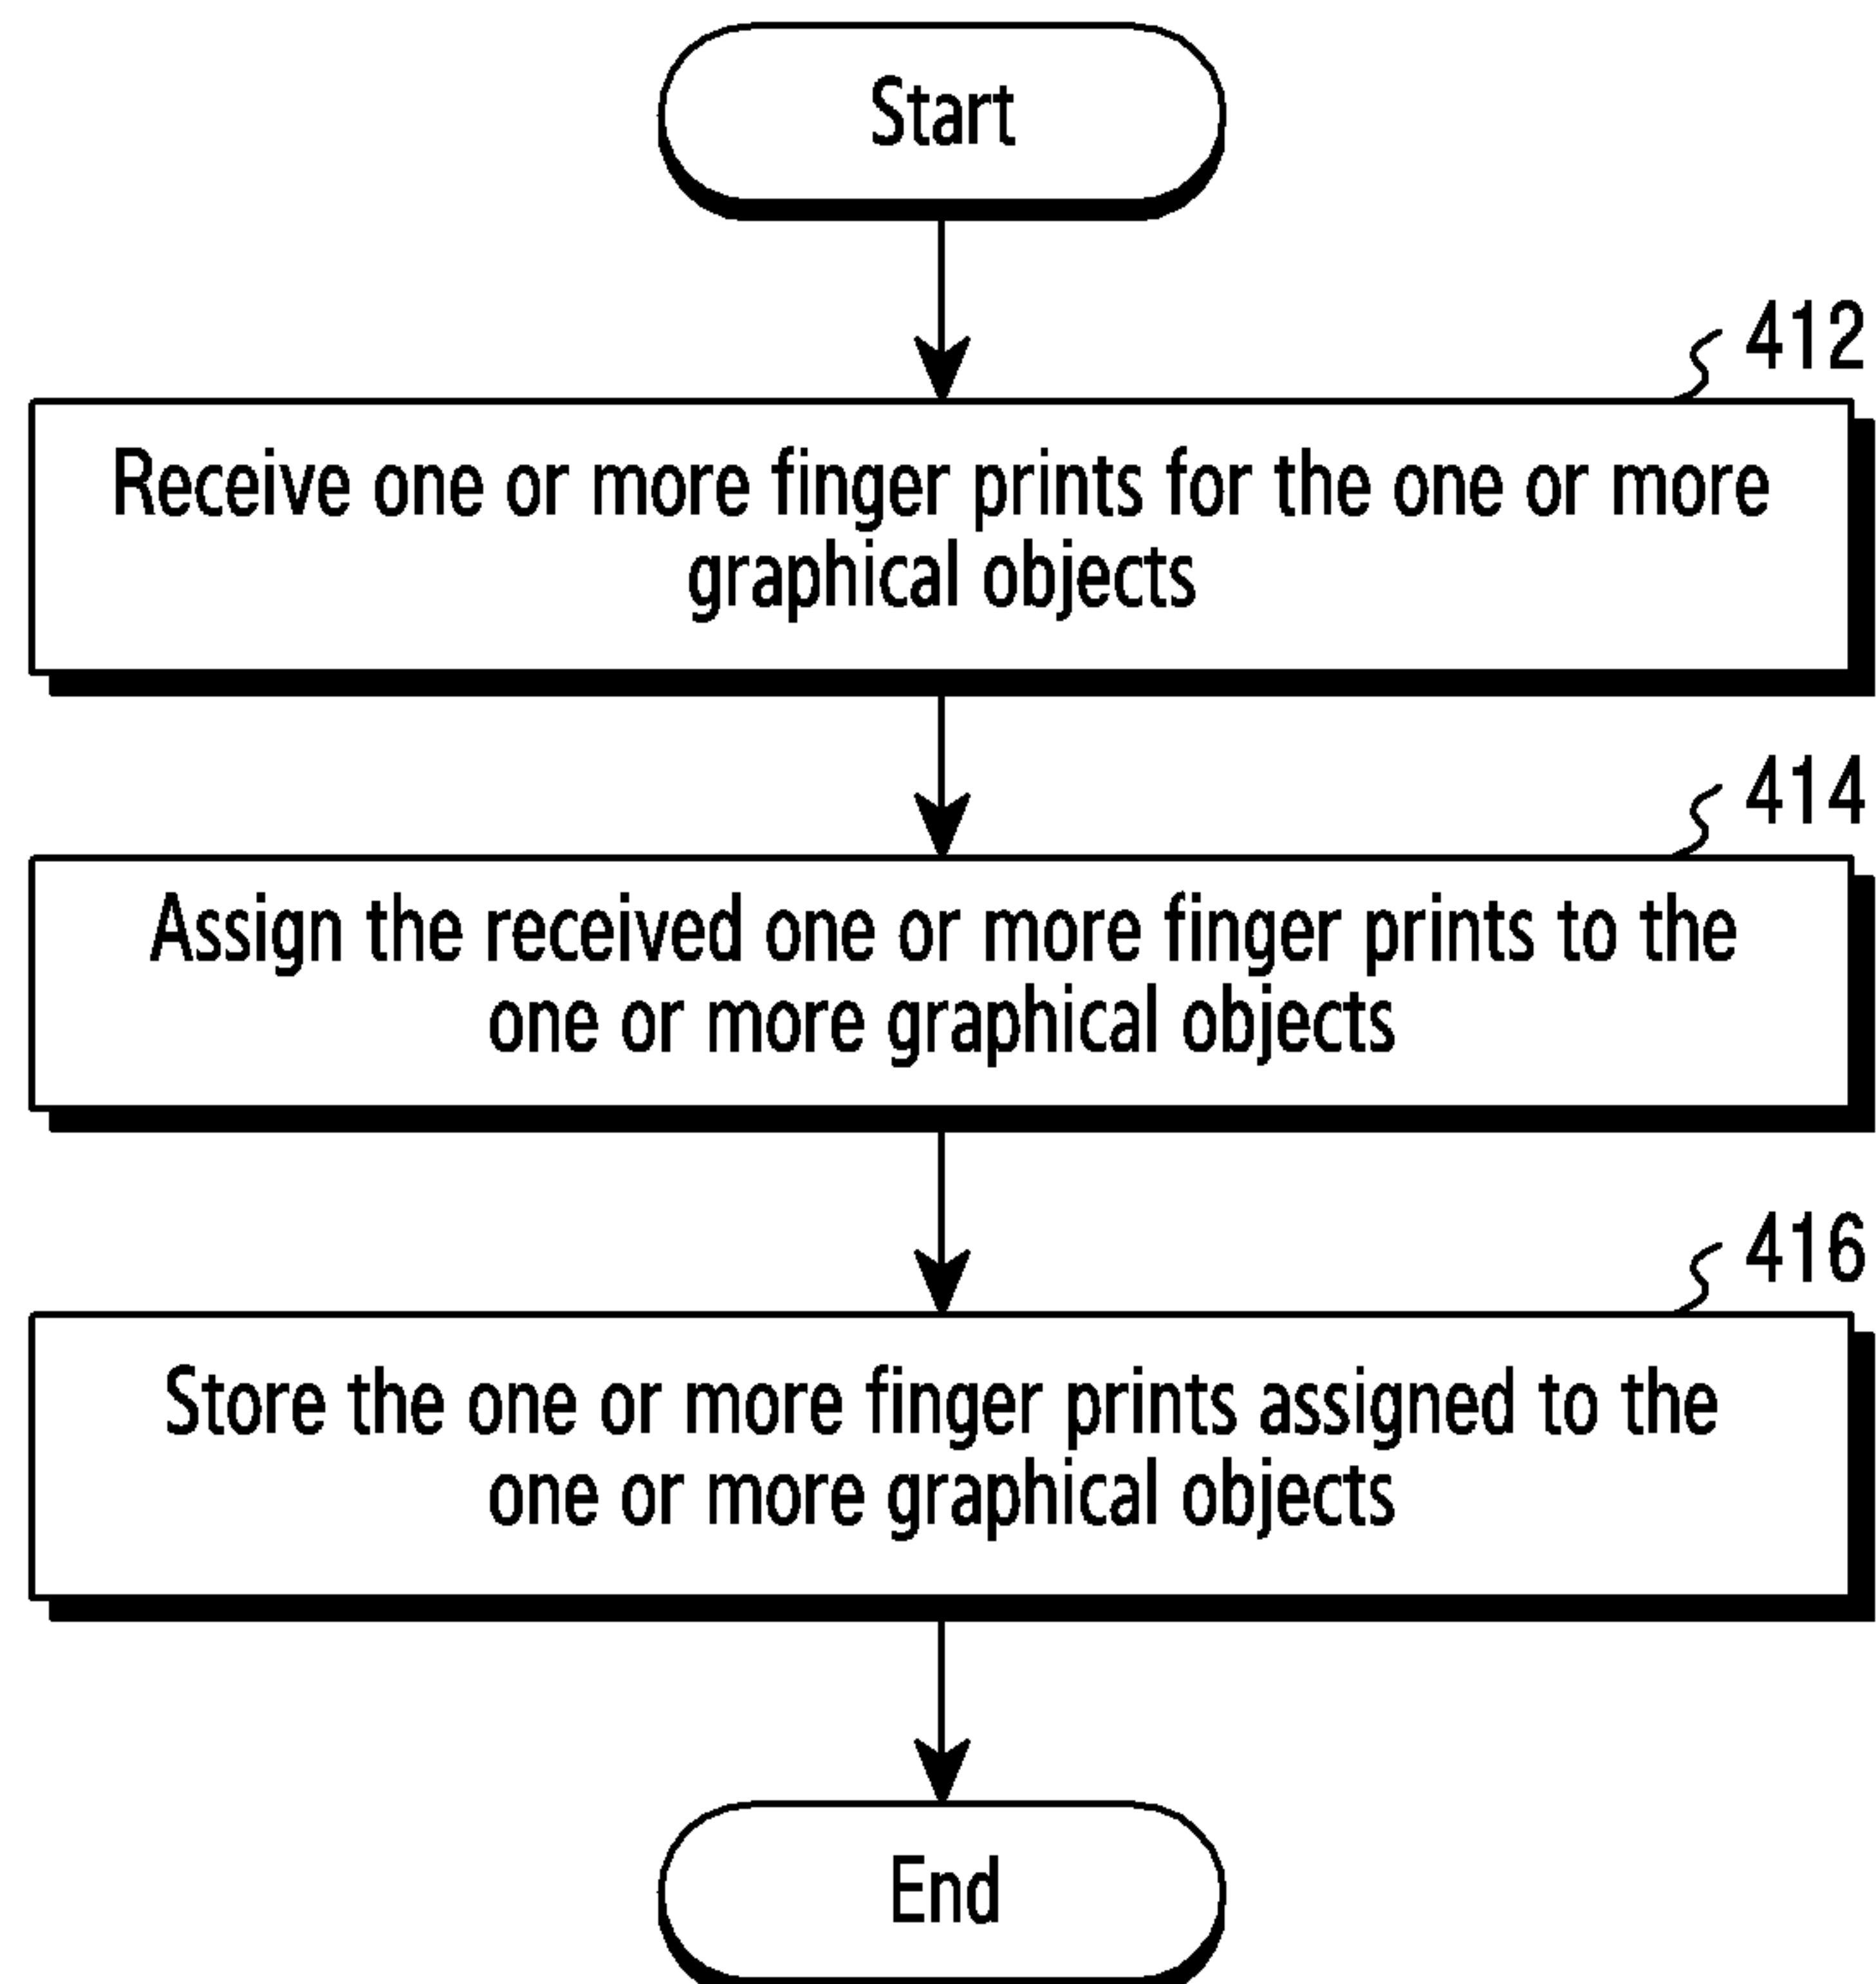 Start
412
Receive one or more finger prints for the one or more
graphical objects
414
Assign the received one or more finger prints to the
one or more graphical objects
416
Store the one or more finger prints assigned to the
one or more graphical objects
End